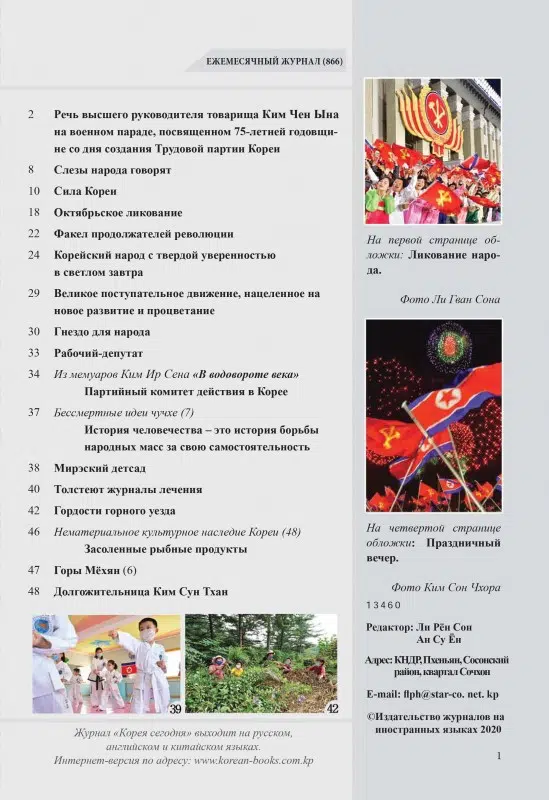 ЕЖЕМЕСЯЧНЫЙ ЖУРНАЛ (866)
2 Речь высшего руководителя товарища Ким Чен Ына
на военном параде, посвященном 75-летней годовщи-
не со дня создания Трудовой партии Кореи
8 Слезы народа говорят
10 Сила Кореи
18 Октябрьское ликование
22 Факел продолжателей революции
24 Корейский народ с твердой уверенностью
в светлом завтра
29 Великое поступательное движение, нацеленное на
новое развитие и процветание
30 Гнездо для народа
33 Рабочий-депутат
34 Из мемуаров Ким Ир Сена «В водовороте века»
Партийный комитет действия в Корее
37 Бессмертные идеи чучхе (7)
История человечества – это история борьбы
народных масс за свою самостоятельность
38 Мирэский детсад
40 Толстеют журналы лечения
42 Гордости горного уезда
46 Нематериальное культурное наследие Кореи (48)
Засоленные рыбные продукты
47 Горы Мёхян (6)
48 Долгожительница Ким Сун Тхан
39
42
Журнал «Корея сегодня» выходит на русском,
английском и китайском языках.
Интернет-версия по адресу: www.korean-books.com.kp
На первой странице об-
ложки: Ликование наро-
да.
Фото Ли Гван Сона
На четвертой странице
обложки: Праздничный
вечер.
Фото Ким Сон Чхора
13460
Редактор: Ли Рён Сон
Ан Су Ён
Адрес: КНДР, Пхеньян, Сосонский
район, квартал Сочхон
E-mail: flph@star-co. net. kp
©Издательство журналов на
иностранных языках 2020
1